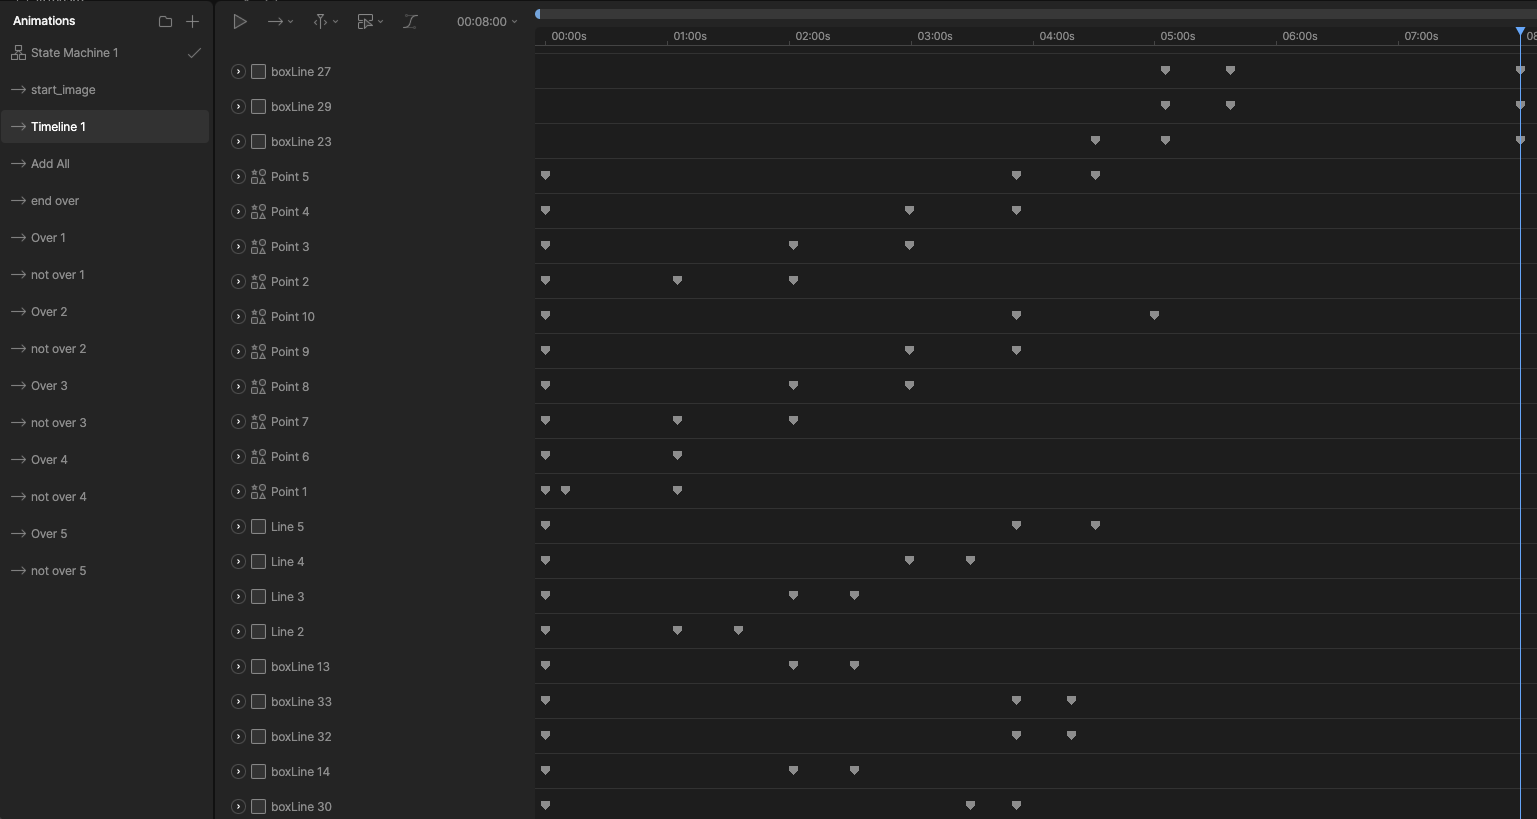 Animations
State Machine 1
start_image
Timeline 1
Add All
end over
Over 1
not over 1
Over 2
not over 2
Over 3
not over 3
Over 4
not over 4
Over 5
not over 5
00:08:00
00:00s 01:00s 02:00s 03:00s 04:00s 05:00s 06:00s 07:00s
boxLine 27
boxLine 29
boxLine 23
Point 5
Point 4
Point 3
Point 2
Point 10
Point 9
Point 8
Point 7
Point 6
Point 1
Line 5
Line 4
Line 3
Line 2
boxLine 13
boxLine 33
boxLine 32
boxLine 14
boxLine 30